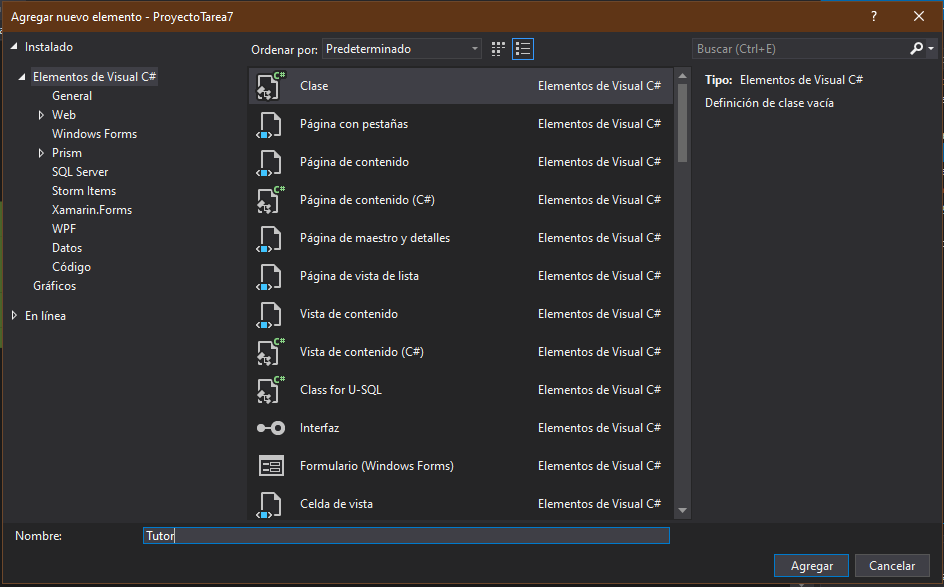 Agregar nuevo elemento - ProyectoTarea7
?
Instalado
Ordenar por: Predeterminado
Buscar (Ctrl+E)
Elementos de Visual C#
General
Web
Windows Forms
Prism
SQL Server
Storm Items
Xamarin.Forms
WPF
Datos
Código
Gráficos
En línea
Clase Elementos de Visual C#
Página con pestañas Elementos de Visual C#
Página de contenido Elementos de Visual C#
Página de contenido (C#) Elementos de Visual C#
Página de maestro y detalles Elementos de Visual C#
Página de vista de lista Elementos de Visual C#
Vista de contenido Elementos de Visual C#
Vista de contenido (C#) Elementos de Visual C#
Class for U-SQL Elementos de Visual C#
Interfaz Elementos de Visual C#
Formulario (Windows Forms) Elementos de Visual C#
Celda de vista Elementos de Visual C#
Tipo: Elementos de Visual C#
Definición de clase vacía
Nombre: Tutor
Agregar Cancelar